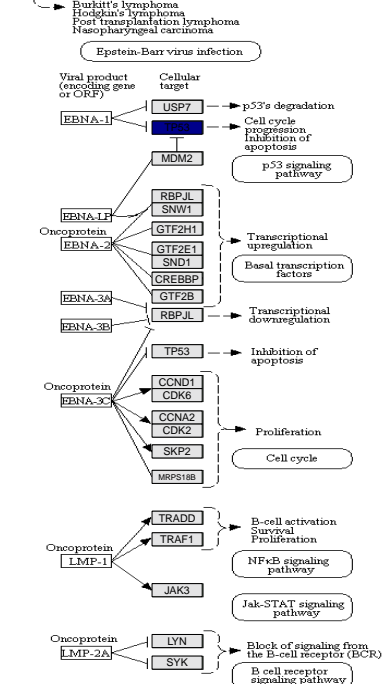 Burkitt's lymphoma
Hodgkin's lymphoma
Post transplantation lymphoma
Nasopharyngeal carcinoma
Epstein-Barr virus infection
Viral product
(encoding gene
or ORF)
Cellular
target
EBNA-1
USP7
p53's degradation
Cell cycle
progression
Inhibition of
apoptosis
MDM2
p53 signaling
pathway
EBNA-LP
RBPJL
SNW1
Oncoprotein
EBNA-2
GTF2H1
GTF2E1
SND1
CREBBP
GTF2B
Transcriptional
upregulation
Basal transcription
factors
EBNA-3A
EBNA-3B
RBPJL
Transcriptional
downregulation
TP53
Inhibition of
apoptosis
Oncoprotein
EBNA-3C
CCND1
CDK6
CCNA2
CDK2
SKP2
MRPS18B
Proliferation
Cell cycle
Oncoprotein
LMP-1
TRADD
TRAF1
JAK3
B-cell activation
Survival
Proliferation
NFκB signaling
pathway
Jak-STAT signaling
pathway
Oncoprotein
LMP-2A
LYN
SYK
Block of signaling from
the B-cell receptor (BCR)
B cell receptor
signaling pathway